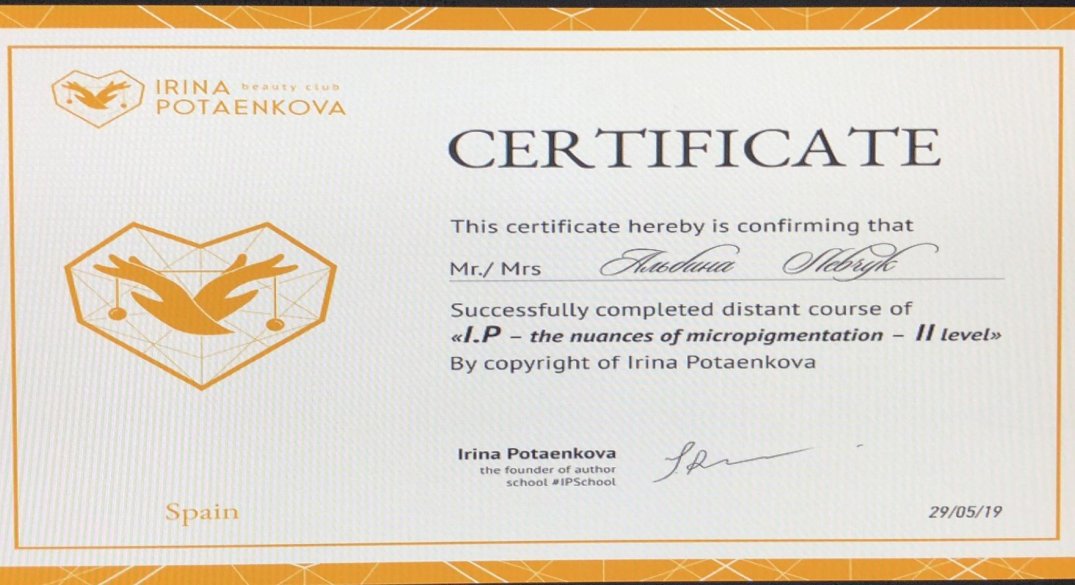 IRINA beauty club
POTAENKOVA
CERTIFICATE
This certificate hereby is confirming that
Mr./ Mrs Альбина Шевчук
Successfully completed distant course of
«I.P – the nuances of micropigmentation – II level»
By copyright of Irina Potaenkova
Irina Potaenkova
the founder of author
school #IPSchool
Spain
29/05/19